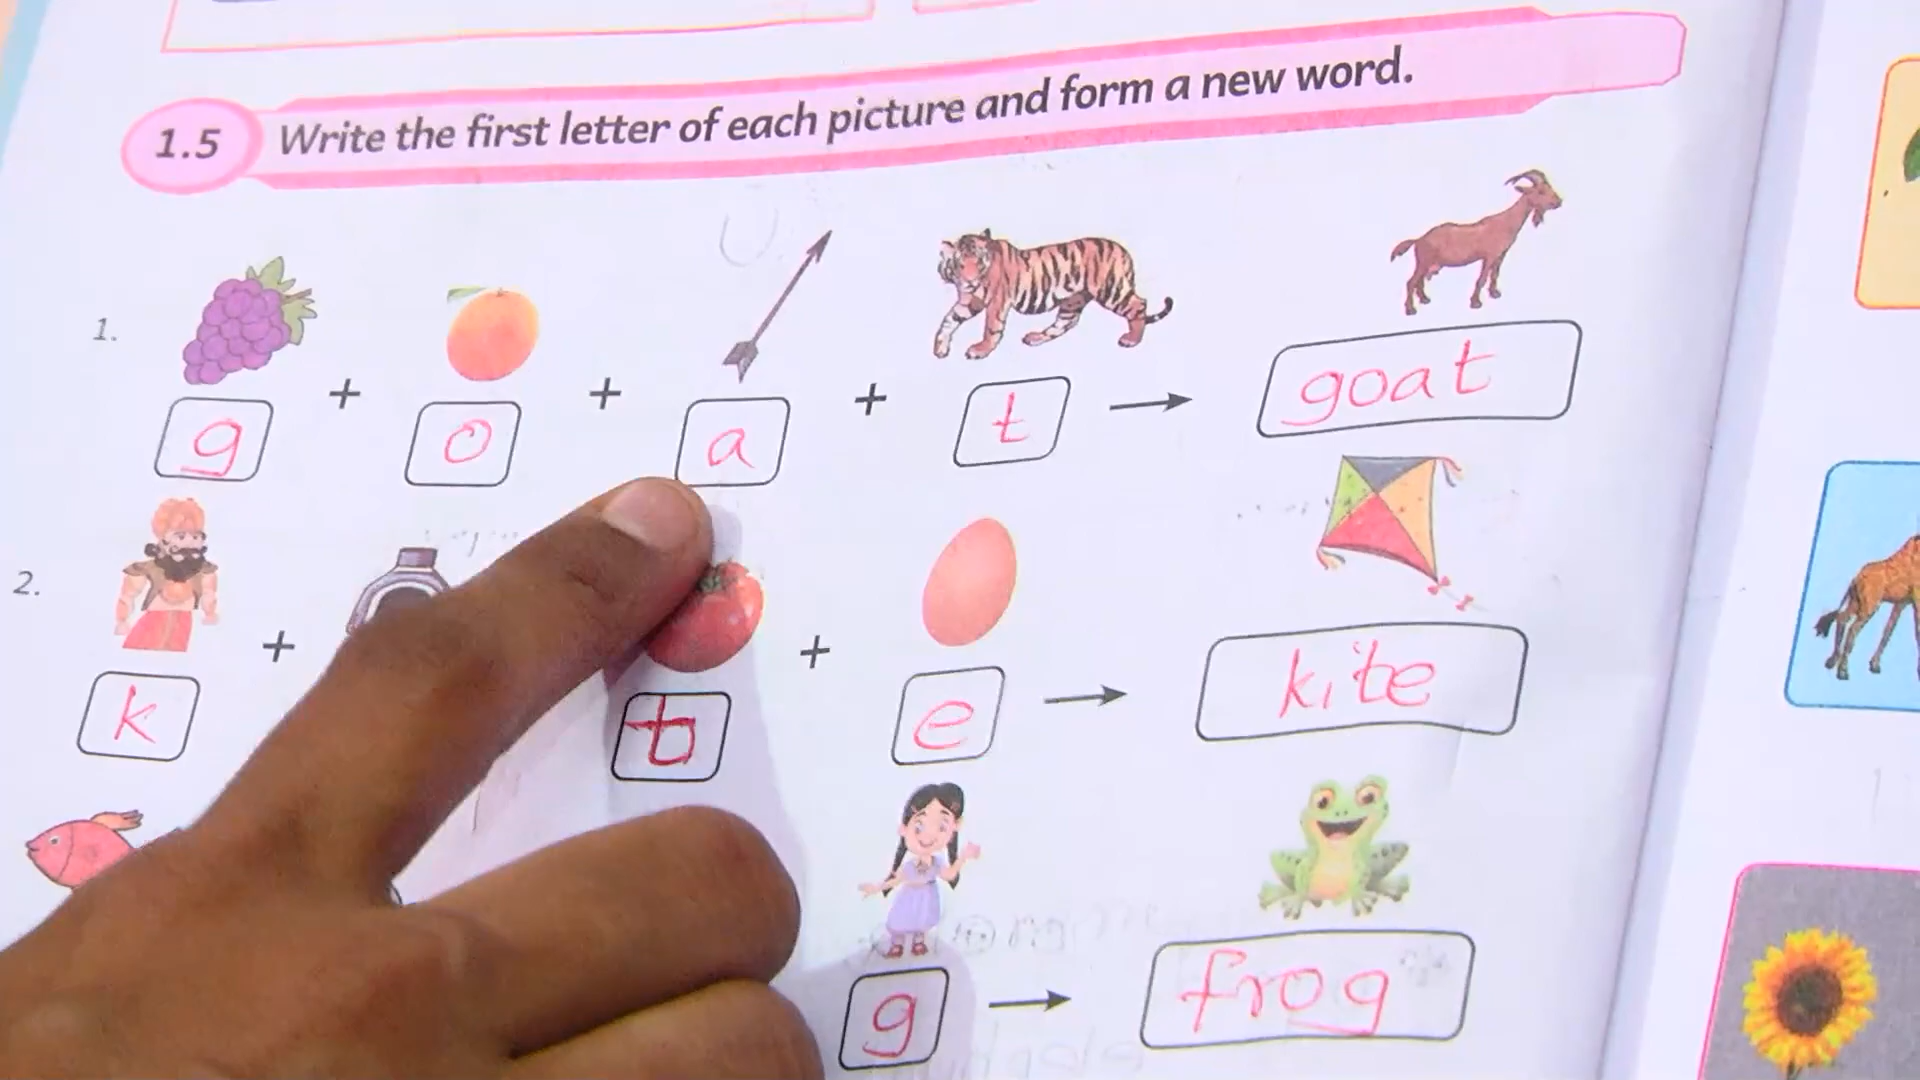 1.5 Write the first letter of each picture and form a new word.
1.
+ + + →
g o a t goat
2.
+ + →
k t e kite
g → frog